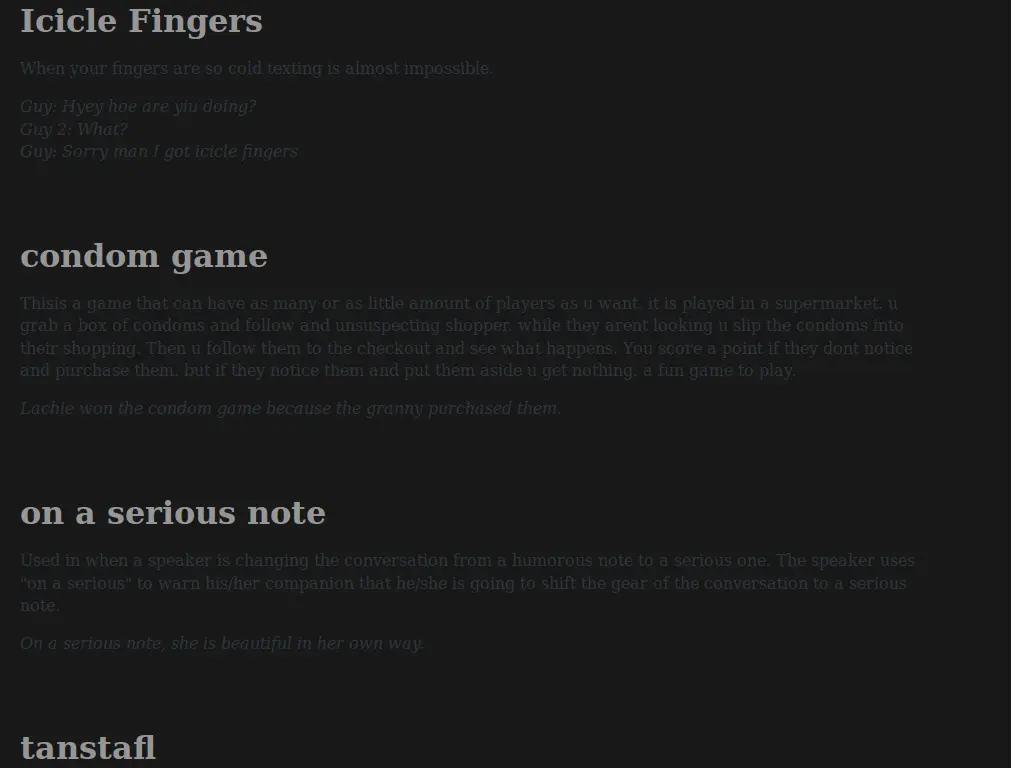 Icicle Fingers
When your fingers are so cold texting is almost impossible.
Guy: Hyey hoe are yiu doing?
Guy 2: What?
Guy: Sorry man I got icicle fingers
condom game
Thisis a game that can have as many or as little amount of players as u want. it is played in a supermarket. u
grab a box of condoms and follow and unsuspecting shopper. while they arent looking u slip the condoms into
their shopping. Then u follow them to the checkout and see what happens. You score a point if they dont notice
and purchase them. but if they notice them and put them aside u get nothing. a fun game to play.
Lachie won the condom game because the granny purchased them.
on a serious note
Used in when a speaker is changing the conversation from a humorous note to a serious one. The speaker uses
"on a serious" to warn his/her companion that he/she is going to shift the gear of the conversation to a serious
note.
On a serious note, she is beautiful in her own way.
tanstafl